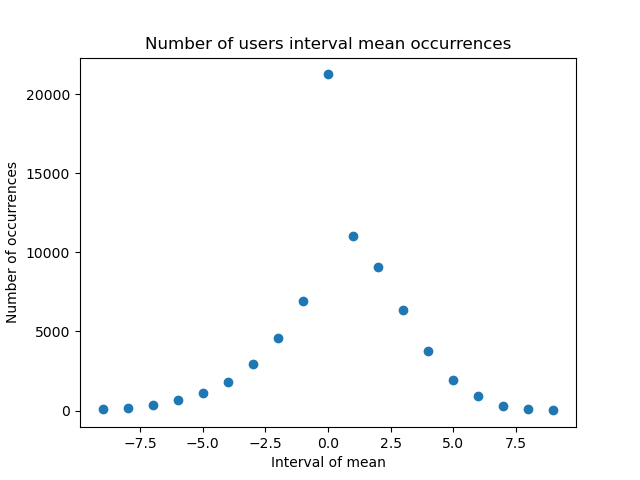 Number of users interval mean occurrences
20000
15000
10000
5000
0
Number of occurrences
−7.5 −5.0 −2.5 0.0 2.5 5.0 7.5
Interval of mean